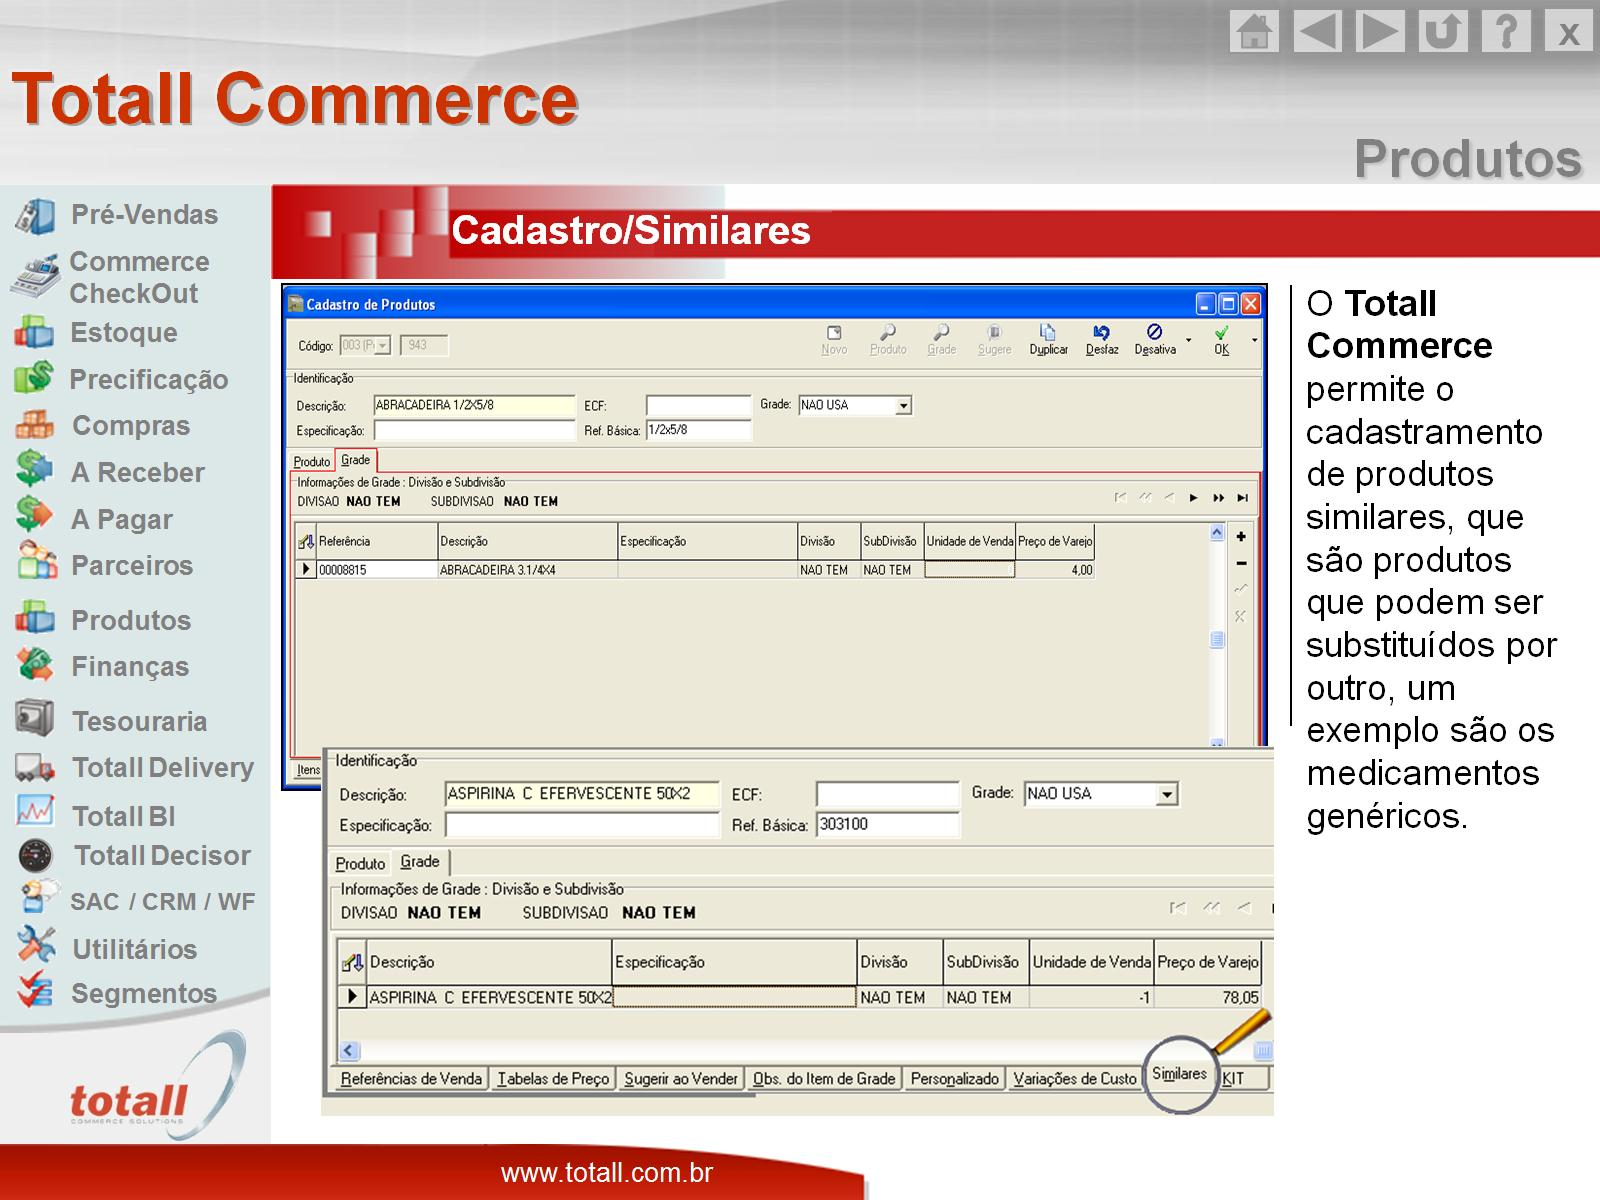 x
Totall Commerce
Produtos
Pré-Vendas
Commerce
CheckOut
Estoque
Precificação
Compras
A Receber
A Pagar
Parceiros
Produtos
Finanças
Tesouraria
Totall Delivery
Totall BI
Totall Decisor
SAC / CRM / WF
Utilitários
Segmentos
totall
COMMERCE SOLUTIONS
Cadastro/Similares
Cadastro de Produtos
Código: 003 (P 943
Novo Produto Grade Sugere Duplicar Desfaz Desativa OK
Identificação
Descrição: ABRACADEIRA 1/2X5/8 ECF: Grade: NAO USA
Especificação: Ref. Básica: 1/2x5/8
Produto Grade
Informações de Grade : Divisão e Subdivisão
DIVISAO NAO TEM SUBDIVISAO NAO TEM
Referência Descrição Especificação Divisão SubDivisão Unidade de Venda Preço de Varejo
00008815 ABRACADEIRA 3.1/4X4 NAO TEM NAO TEM 4,00
Itens
Identificação
Descrição: ASPIRINA C EFERVESCENTE 50X2 ECF: Grade: NAO USA
Especificação: Ref. Básica: 303100
Produto Grade
Informações de Grade : Divisão e Subdivisão
DIVISAO NAO TEM SUBDIVISAO NAO TEM
Descrição Especificação Divisão SubDivisão Unidade de Venda Preço de Varejo
ASPIRINA C EFERVESCENTE 50X2 NAO TEM NAO TEM -1 78,05
Referências de Venda Tabelas de Preço Sugerir ao Vender Obs. do Item de Grade Personalizado Variações de Custo Similares KIT
O Totall
Commerce
permite o
cadastramento
de produtos
similares, que
são produtos
que podem ser
substituídos por
outro, um
exemplo são os
medicamentos
genéricos.
www.totall.com.br